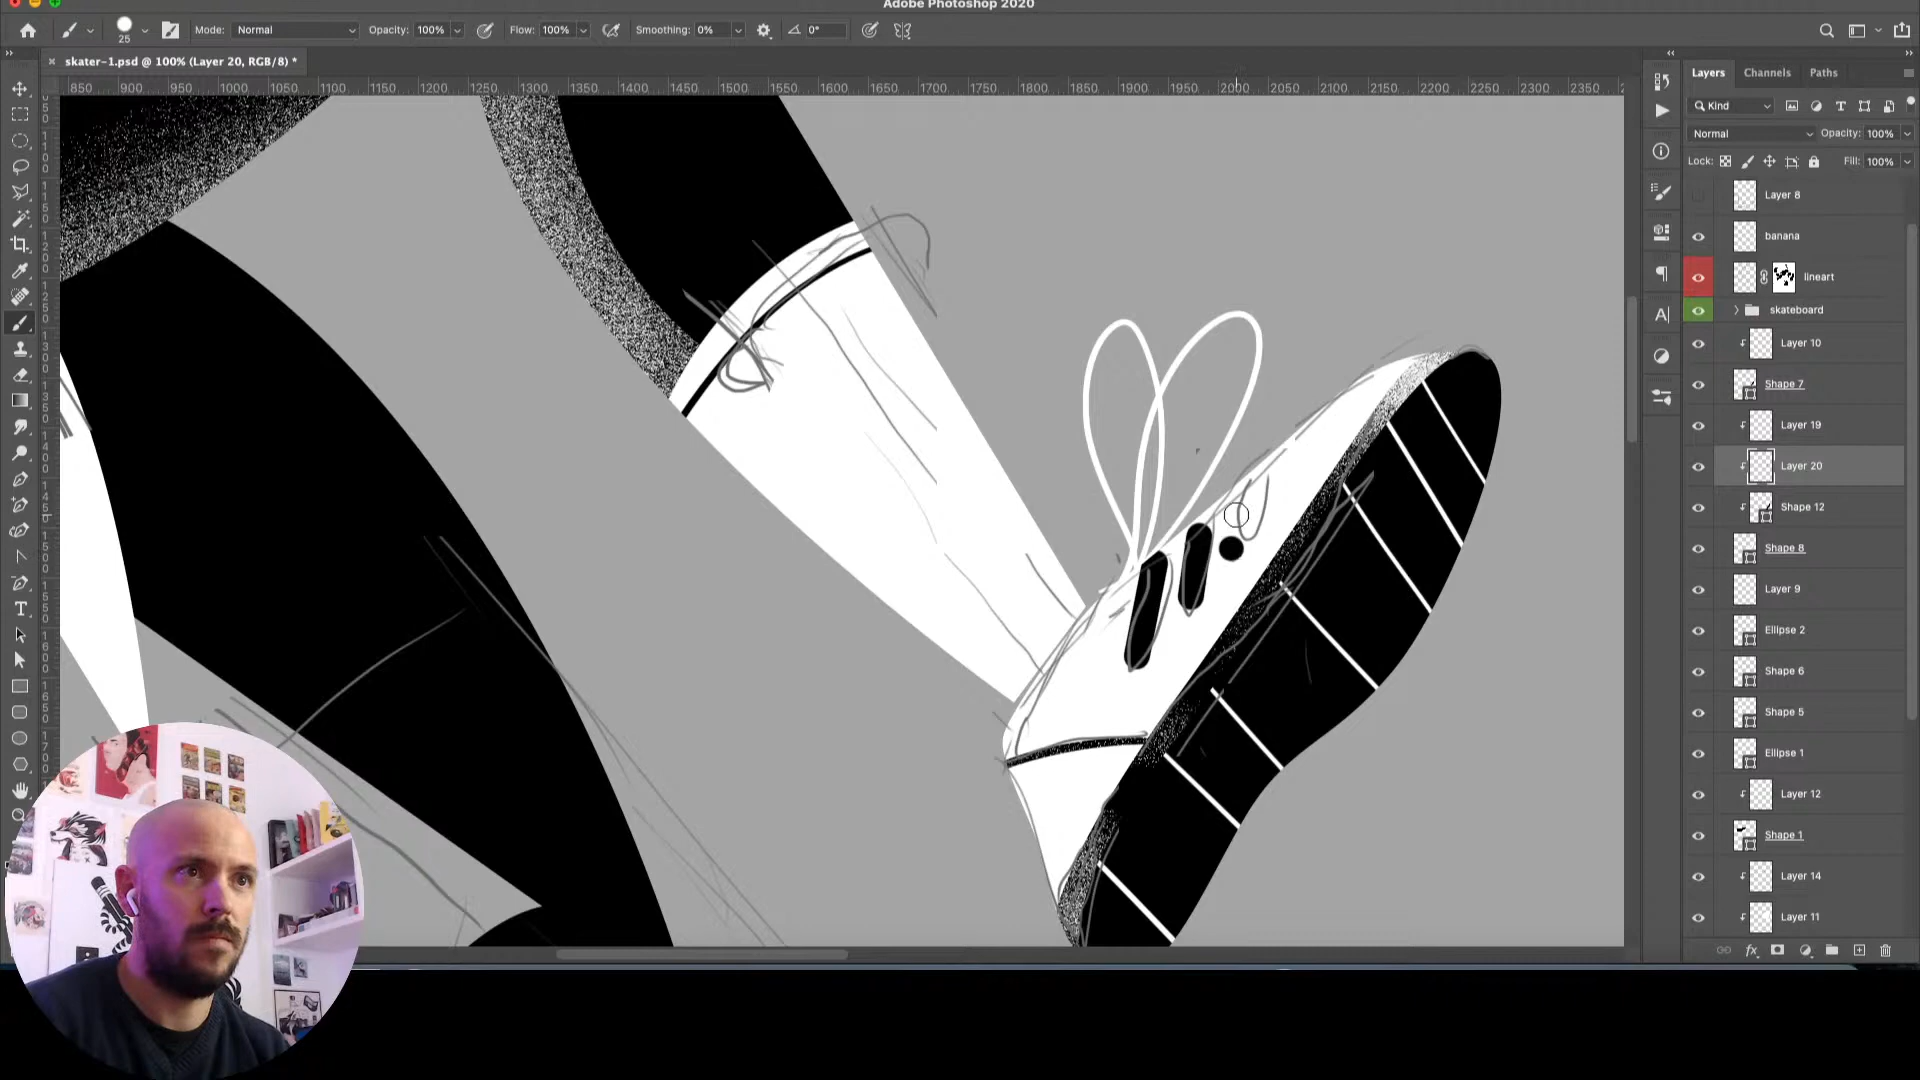 Adobe Photoshop 2020
25
Mode: Normal
Opacity: 100%
Flow: 100%
Smoothing: 0%
0°
skater-1.psd @ 100% (Layer 20, RGB/8) *
850 900 950 1000 1050 1100 1150 1200 1250 1300 1350 1400 1450 1500 1550 1600 1650 1700 1750 1800 1850 1900 1950 2000 2050 2100 2150 2200 2250 2300 2350
Layers Channels Paths
Kind
Normal
Opacity: 100%
Lock:
Fill: 100%
Layer 8
banana
lineart
skateboard
Layer 10
Shape 7
Layer 19
Layer 20
Shape 12
Shape 8
Layer 9
Ellipse 2
Shape 6
Shape 5
Ellipse 1
Layer 12
Shape 1
Layer 14
Layer 11